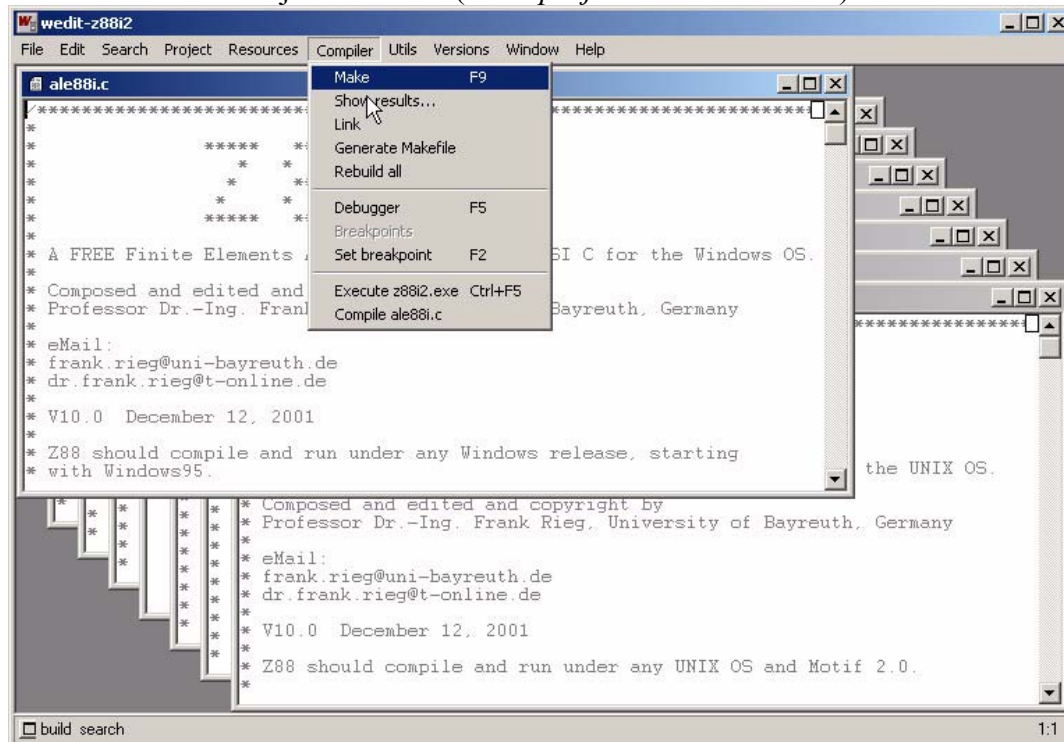 wedit-z88i2
File Edit Search Project Resources Compiler Utils Versions Window Help
ale88i.c
Make F9
Show results...
Link
Generate Makefile
Rebuild all
Debugger F5
Breakpoints
Set breakpoint F2
Execute z88i2.exe Ctrl+F5
Compile ale88i.c
/****************************
*
* ***** **
* * *
* * **
* * *
* ***** **
*
* A FREE Finite Elements SI C for the Windows OS.
*
* Composed and edited and
* Professor Dr.-Ing. Fran Bayreuth, Germany
*
* eMail:
* frank.rieg@uni-bayreuth.de
* dr.frank.rieg@t-online.de
*
* V10.0 December 12, 2001
*
* Z88 should compile and run under any Windows release, starting
* with Windows95.
the UNIX OS.
* Composed and edited and copyright by
* Professor Dr.-Ing. Frank Rieg, University of Bayreuth, Germany
*
* eMail:
* frank.rieg@uni-bayreuth.de
* dr.frank.rieg@t-online.de
*
* V10.0 December 12, 2001
*
* Z88 should compile and run under any UNIX OS and Motif 2.0.
*
build search 1:1